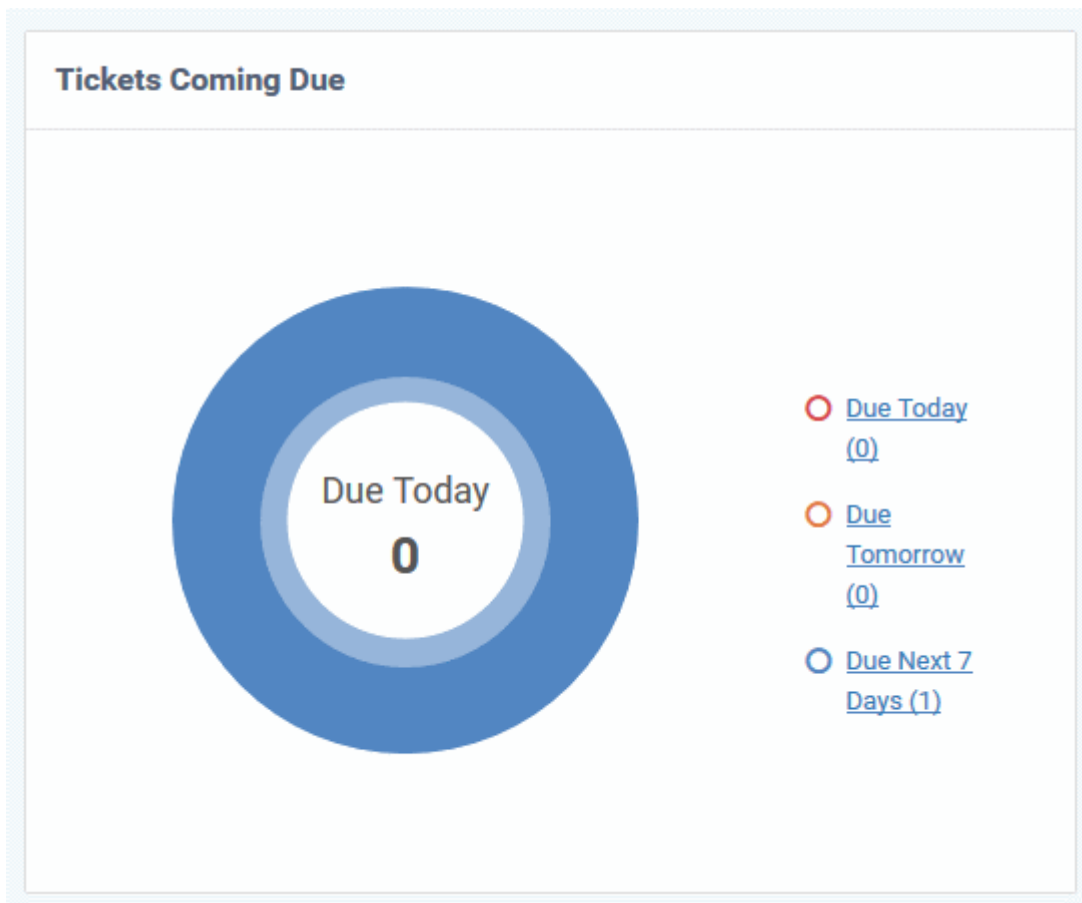 Tickets Coming Due
Due Today
0
Due Today
(0)
Due
Tomorrow
(0)
Due Next 7
Days (1)